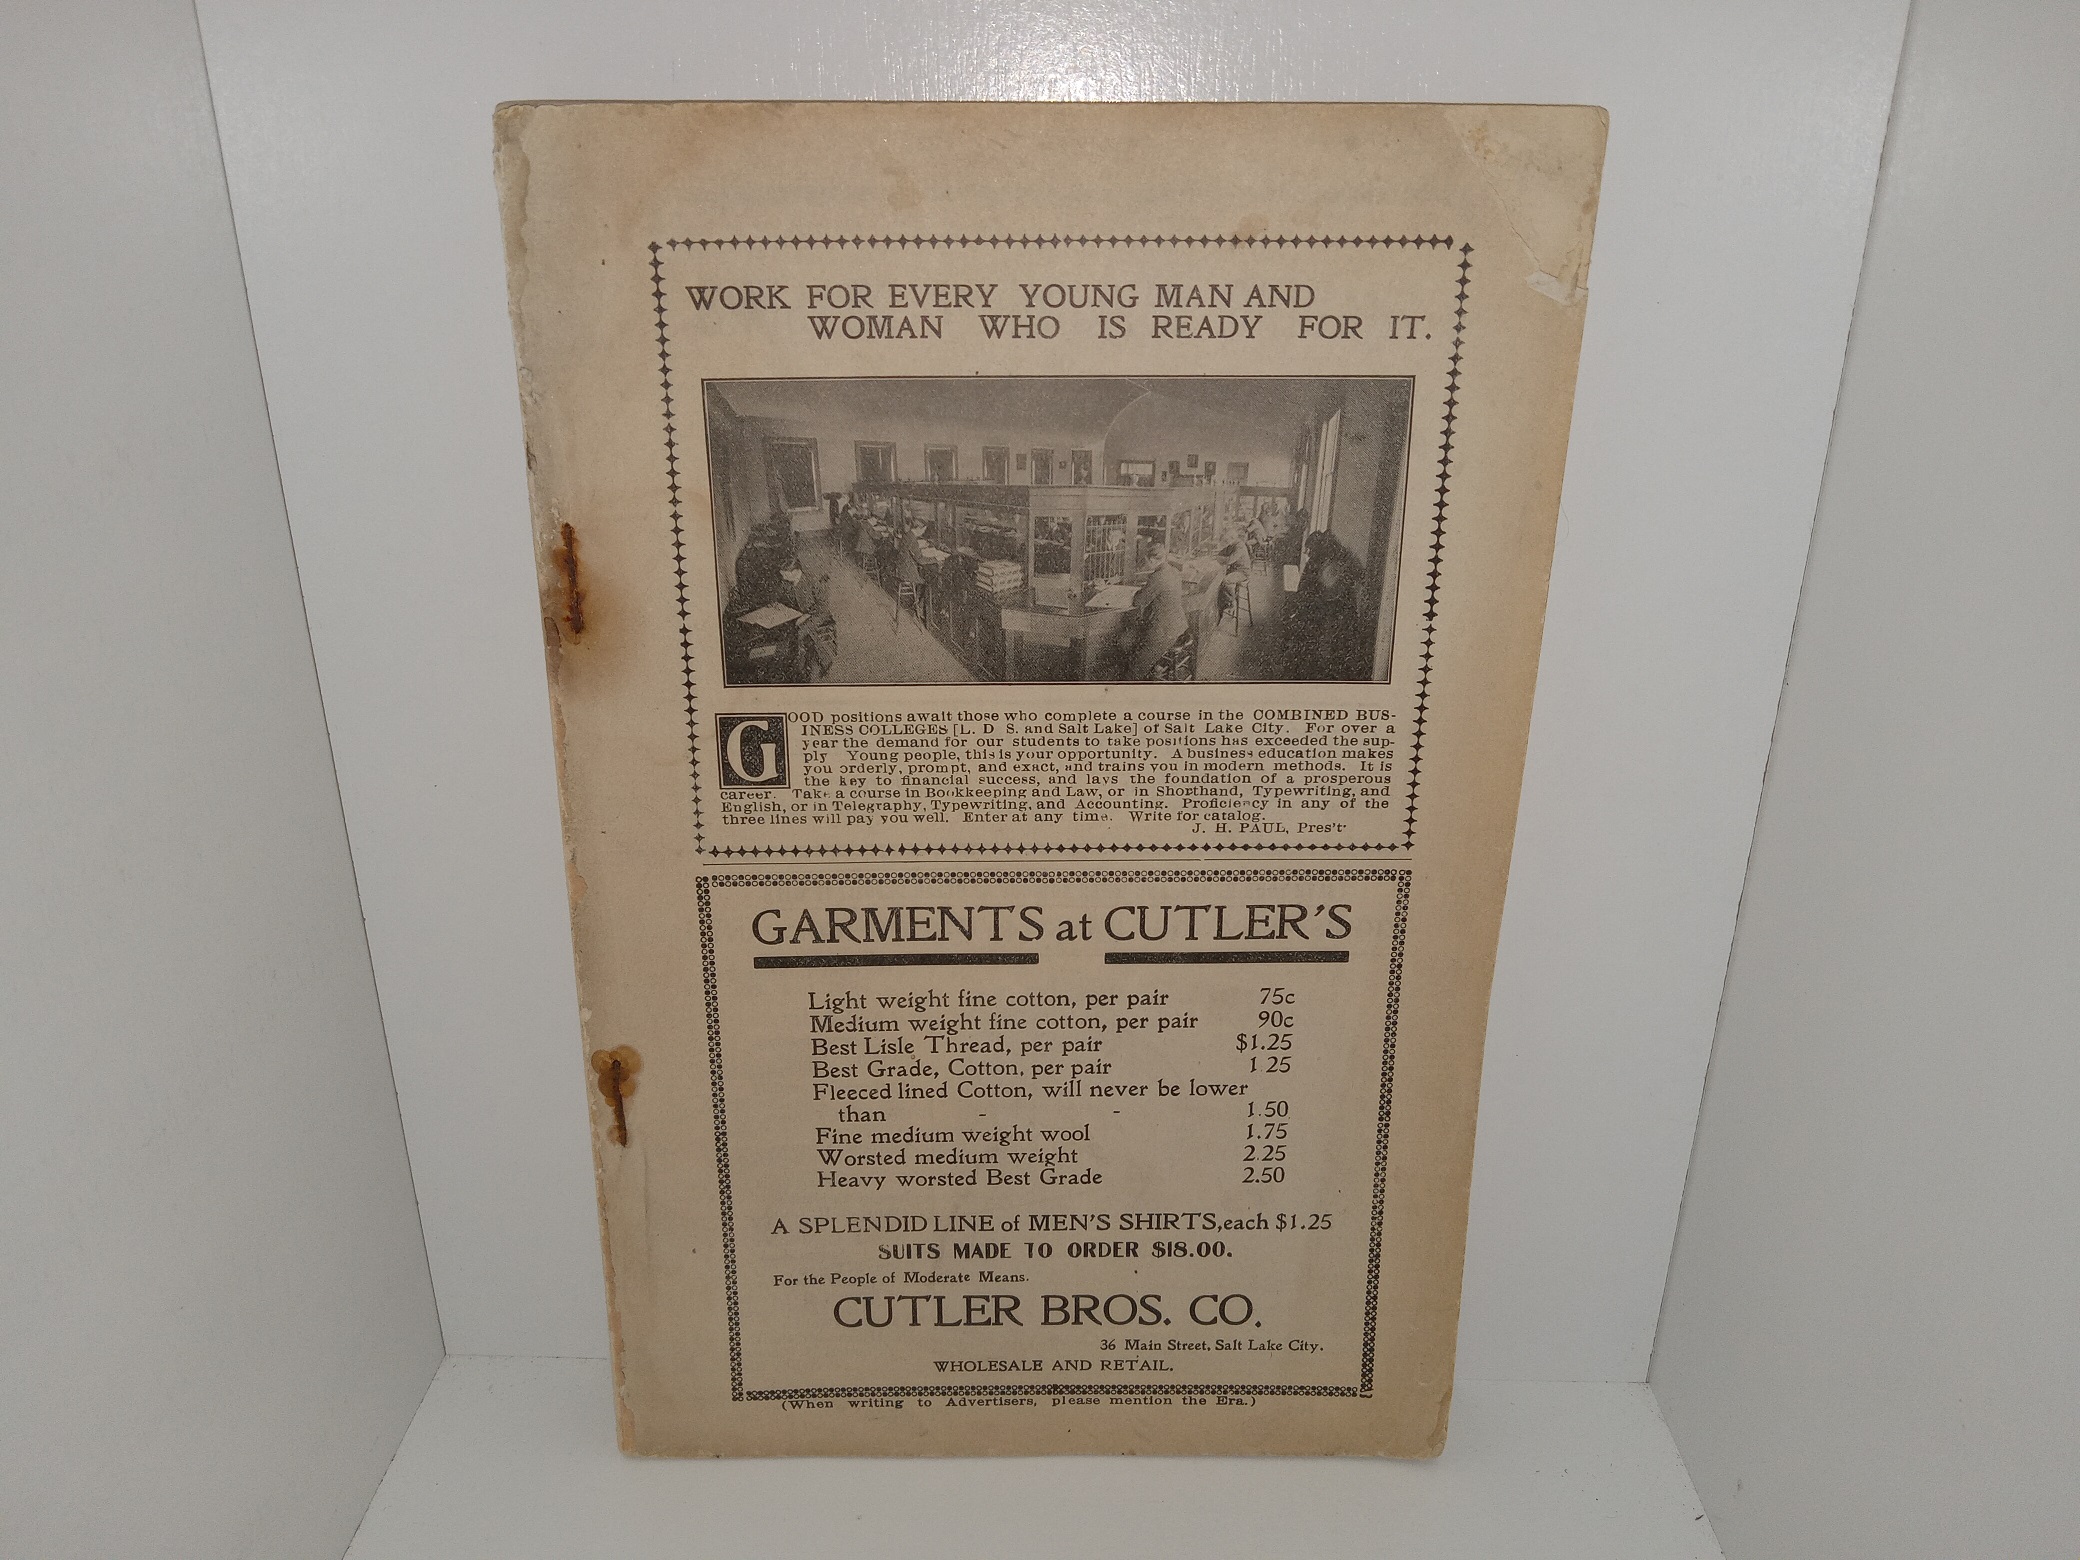 WORK FOR EVERY YOUNG MAN AND
WOMAN WHO IS READY FOR IT.
GOOD positions await those who complete a course in the COMBINED BUS-
INESS COLLEGES [L. D S. and Salt Lake] of Salt Lake City. For over a
year the demand for our students to take positions has exceeded the sup-
ply Young people, this is your opportunity. A business education makes
you orderly, prompt, and exact, and trains you in modern methods. It is
the key to financial success, and lays the foundation of a prosperous
career. Take a course in Bookkeeping and Law, or in Shorthand, Typewriting, and
English, or in Telegraphy, Typewriting, and Accounting. Proficiency in any of the
three lines will pay you well. Enter at any time. Write for catalog.
J. H. PAUL, Pres't
GARMENTS at CUTLER'S
Light weight fine cotton, per pair 75c
Medium weight fine cotton, per pair 90c
Best Lisle Thread, per pair $1.25
Best Grade, Cotton, per pair 1 25
Fleeced lined Cotton, will never be lower
than - - 1.50
Fine medium weight wool 1.75
Worsted medium weight 2.25
Heavy worsted Best Grade 2.50
A SPLENDID LINE of MEN'S SHIRTS, each $1.25
SUITS MADE TO ORDER $18.00.
For the People of Moderate Means.
CUTLER BROS. CO.
36 Main Street, Salt Lake City.
WHOLESALE AND RETAIL.
(When writing to Advertisers, please mention the Era.)